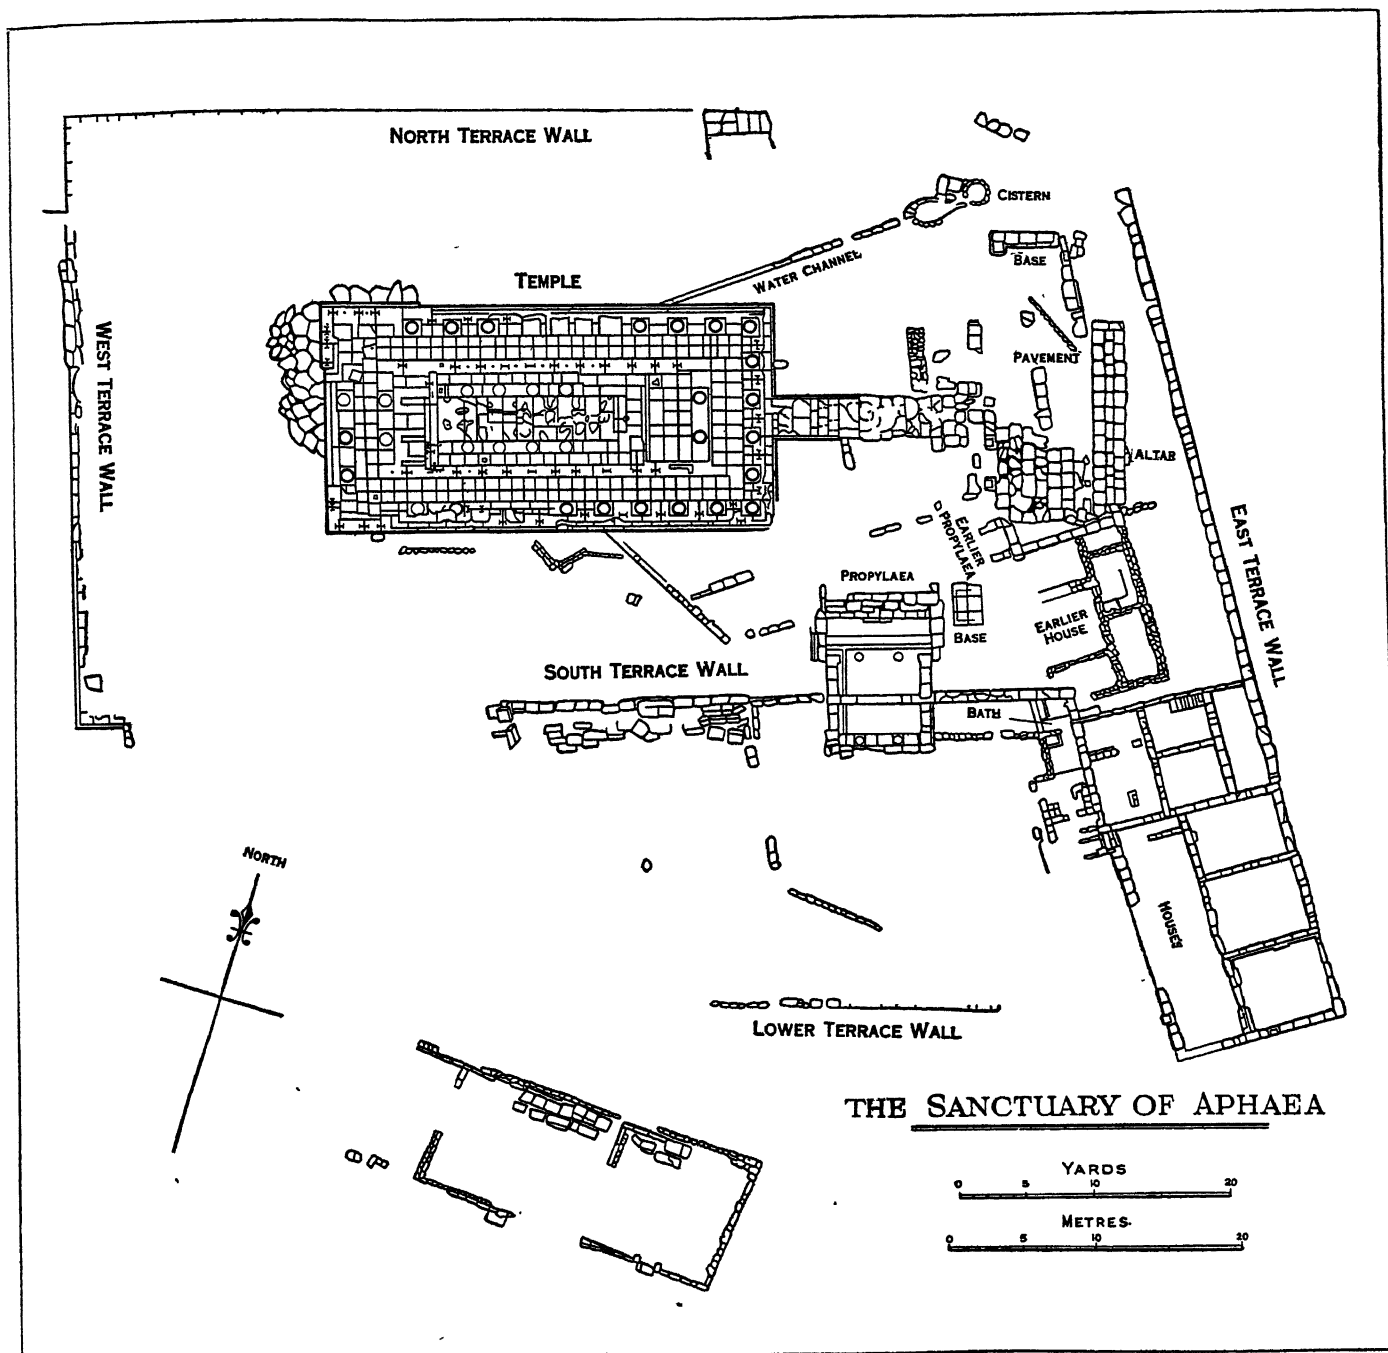 NORTH TERRACE WALL
CISTERN
BASE
WATER CHANNEL
TEMPLE
WEST TERRACE WALL
PAVEMENT
ALTAR
EARLIER
PROPYLAEA
EAST TERRACE WALL
PROPYLAEA
BASE
EARLIER
HOUSE
SOUTH TERRACE WALL
BATH
NORTH
HOUSES
LOWER TERRACE WALL
THE SANCTUARY OF APHAEA
YARDS
0 5 10 20
METRES.
0 5 10 20